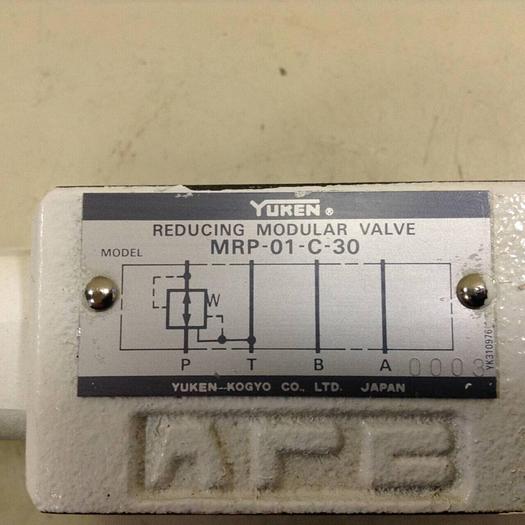 YUKEN ®
REDUCING MODULAR VALVE
MODEL MRP-01-C-30
W
P T B A
0003
YK310976
YUKEN-KOGYO CO., LTD. JAPAN